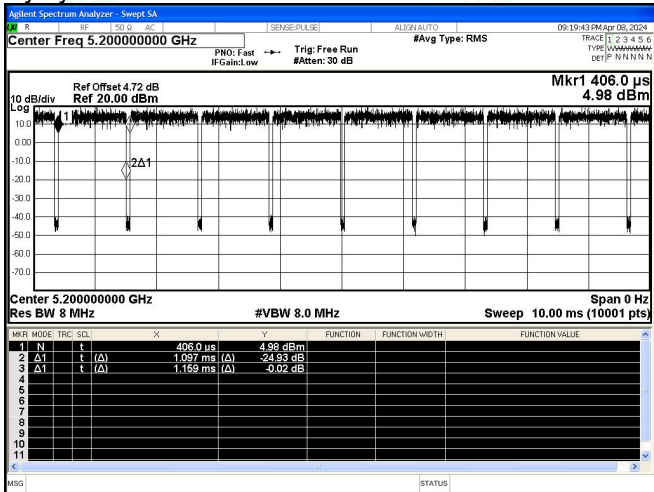 Agilent Spectrum Analyzer - Swept SA
R RF 50 Ω AC SENSE:PULSE ALIGN AUTO 09:19:43 PM Apr 08, 2024
Center Freq 5.200000000 GHz #Avg Type: RMS TRACE 1 2 3 4 5 6
PNO: Fast Trig: Free Run TYPE
IFGain:Low #Atten: 30 dB DET P N N N N N
Mkr1 406.0 µs
Ref Offset 4.72 dB 4.98 dBm
10 dB/div Ref 20.00 dBm
Log
1
10.0
0.00
-10.0
2Δ1
-20.0
-30.0
-40.0
-50.0
-60.0
-70.0
Center 5.200000000 GHz Span 0 Hz
Res BW 8 MHz #VBW 8.0 MHz Sweep 10.00 ms (10001 pts)
MKR MODE TRC SCL X Y FUNCTION FUNCTION WIDTH FUNCTION VALUE
1 N t 406.0 µs 4.98 dBm
2 Δ1 t (Δ) 1.097 ms (Δ) -24.93 dB
3 Δ1 t (Δ) 1.159 ms (Δ) -0.02 dB
4
5
6
7
8
9
10
11
MSG STATUS